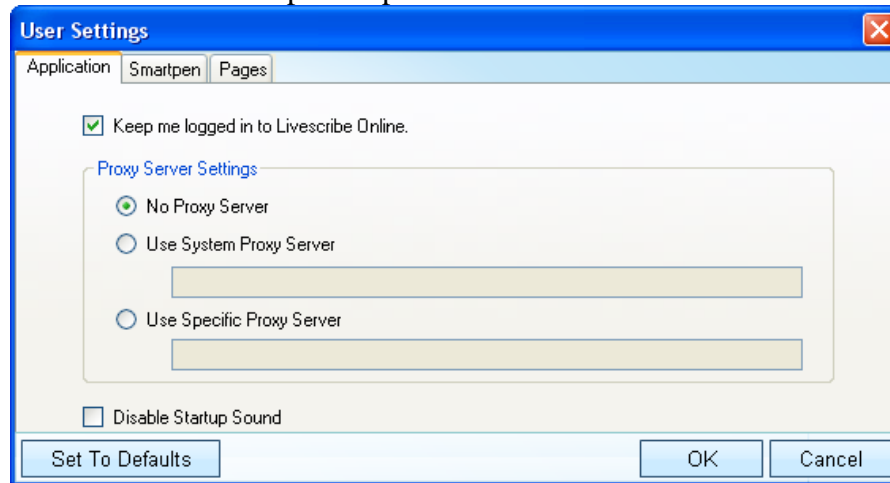 User Settings
Application Smartpen Pages
Keep me logged in to Livescribe Online.
Proxy Server Settings
No Proxy Server
Use System Proxy Server
Use Specific Proxy Server
Disable Startup Sound
Set To Defaults OK Cancel